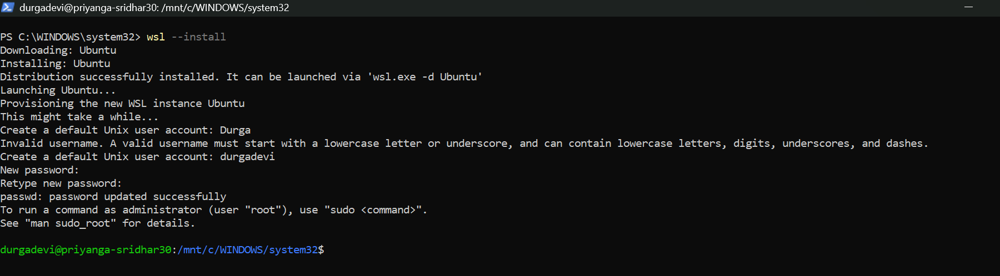 durgadevi@priyanga-sridhar30: /mnt/c/WINDOWS/system32
PS C:\WINDOWS\system32> wsl --install
Downloading: Ubuntu
Installing: Ubuntu
Distribution successfully installed. It can be launched via 'wsl.exe -d Ubuntu'
Launching Ubuntu...
Provisioning the new WSL instance Ubuntu
This might take a while...
Create a default Unix user account: Durga
Invalid username. A valid username must start with a lowercase letter or underscore, and can contain lowercase letters, digits, underscores, and dashes.
Create a default Unix user account: durgadevi
New password:
Retype new password:
passwd: password updated successfully
To run a command as administrator (user "root"), use "sudo <command>".
See "man sudo_root" for details.
durgadevi@priyanga-sridhar30:/mnt/c/WINDOWS/system32$